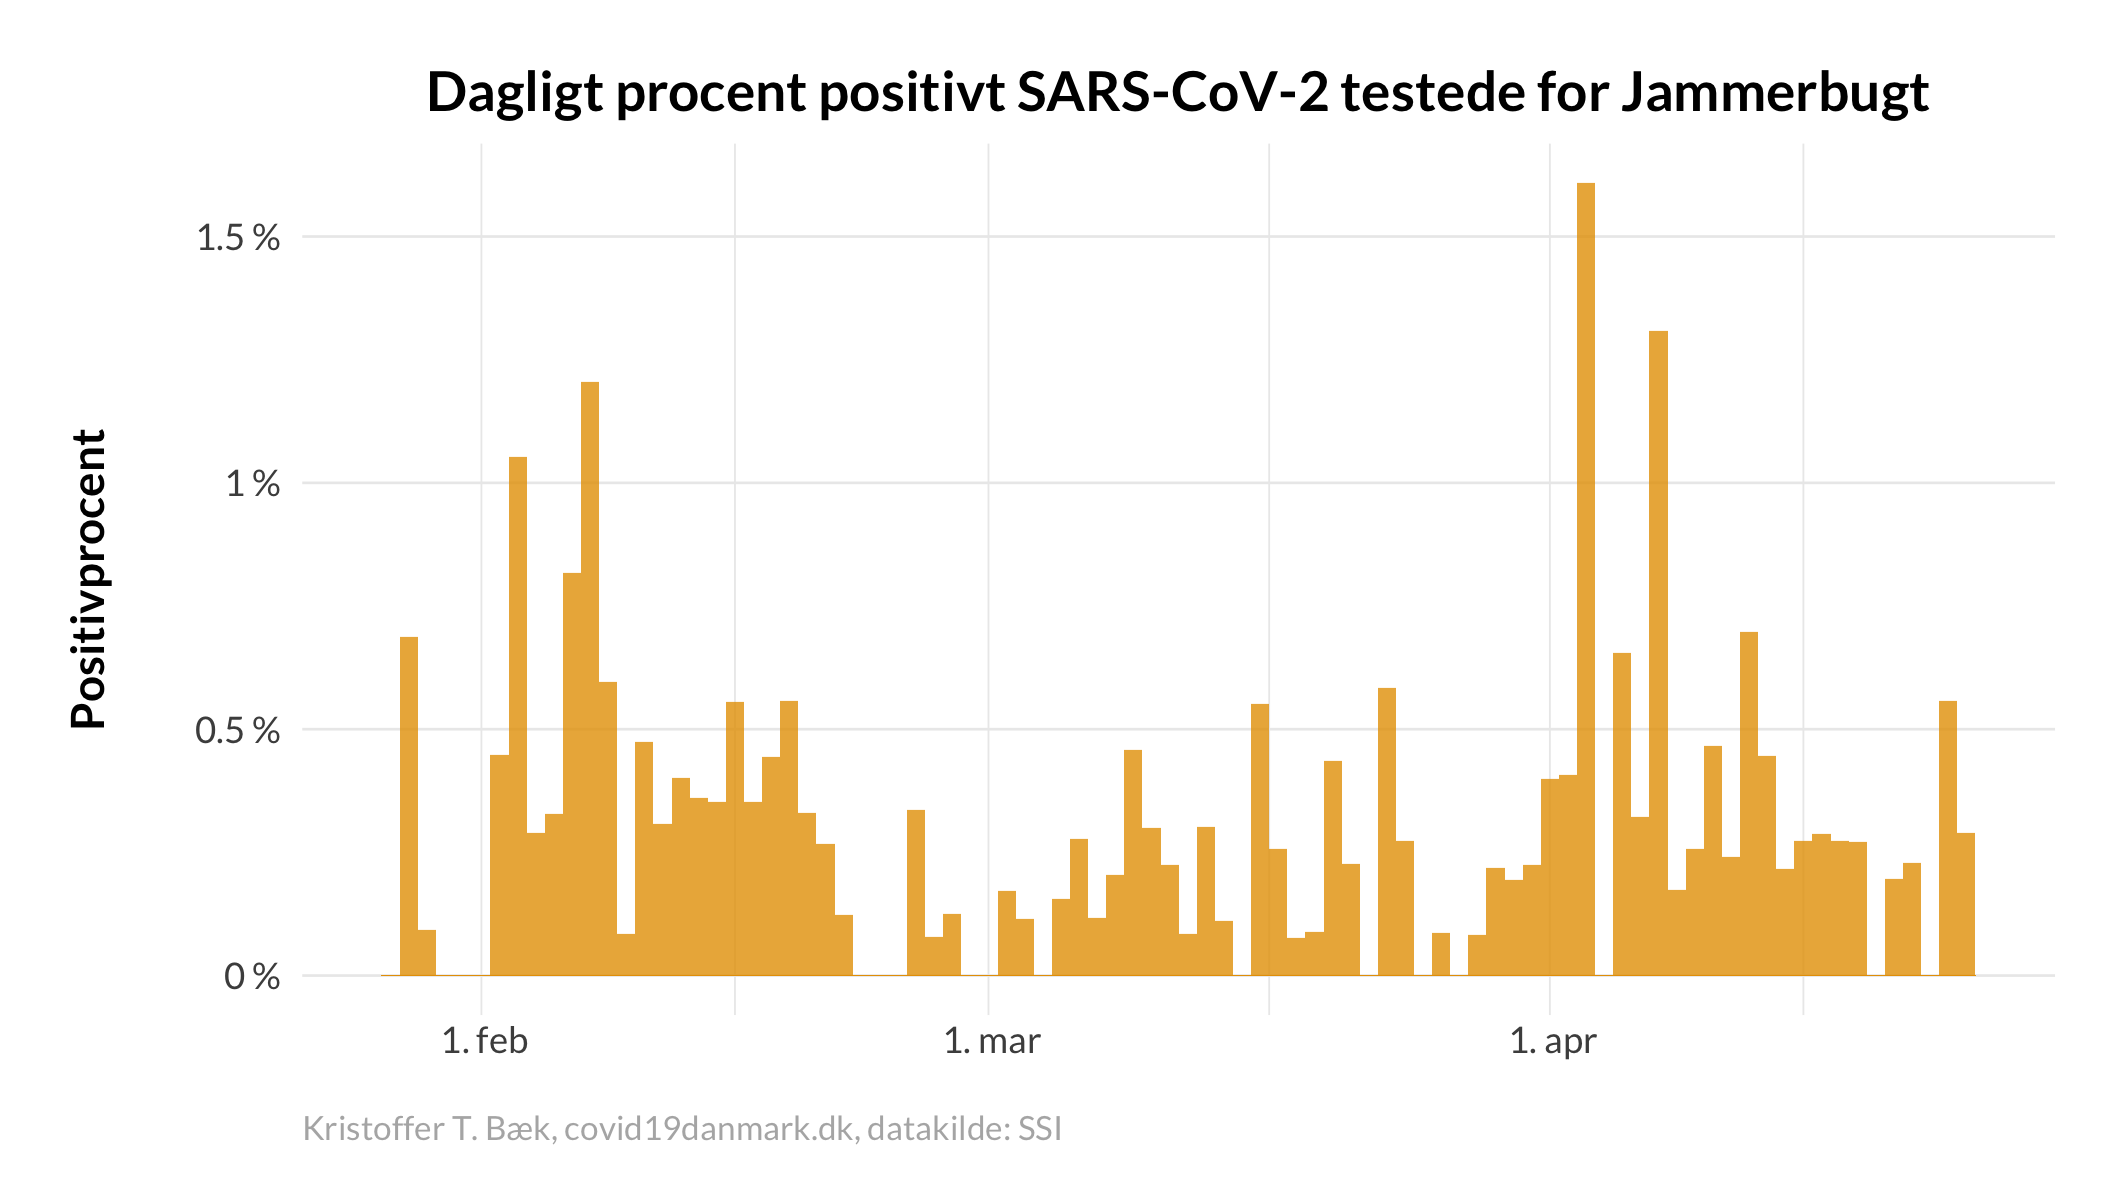 Dagligt procent positivt SARS-CoV-2 testede for Jammerbugt
Positivprocent
1.5 %
1 %
0.5 %
0 %
1. feb
1. mar
1. apr
Kristoffer T. Bæk, covid19danmark.dk, datakilde: SSI